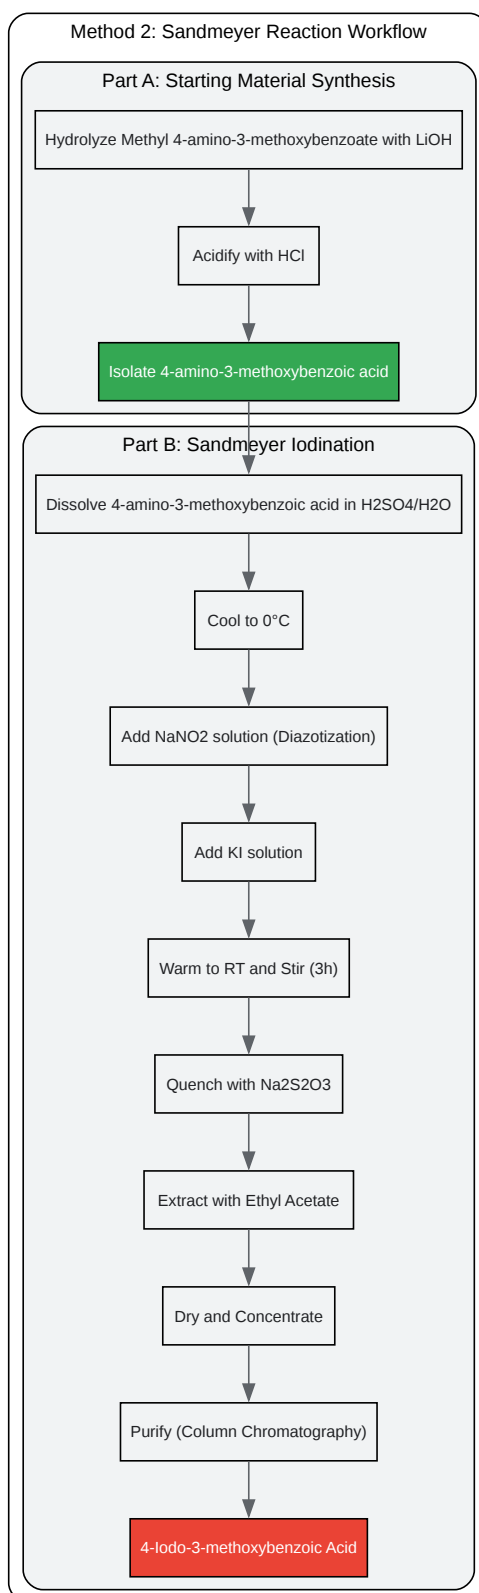 Method 2: Sandmeyer Reaction Workflow
Part A: Starting Material Synthesis
Hydrolyze Methyl 4-amino-3-methoxybenzoate with LiOH
Acidify with HCl
Isolate 4-amino-3-methoxybenzoic acid
Part B: Sandmeyer Iodination
Dissolve 4-amino-3-methoxybenzoic acid in H2SO4/H2O
Cool to 0°C
Add NaNO2 solution (Diazotization)
Add KI solution
Warm to RT and Stir (3h)
Quench with Na2S2O3
Extract with Ethyl Acetate
Dry and Concentrate
Purify (Column Chromatography)
4-Iodo-3-methoxybenzoic Acid